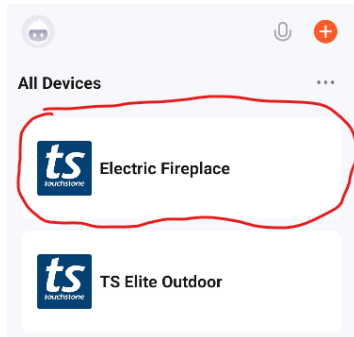 All Devices
ts
touchstone
Electric Fireplace
ts
touchstone
TS Elite Outdoor